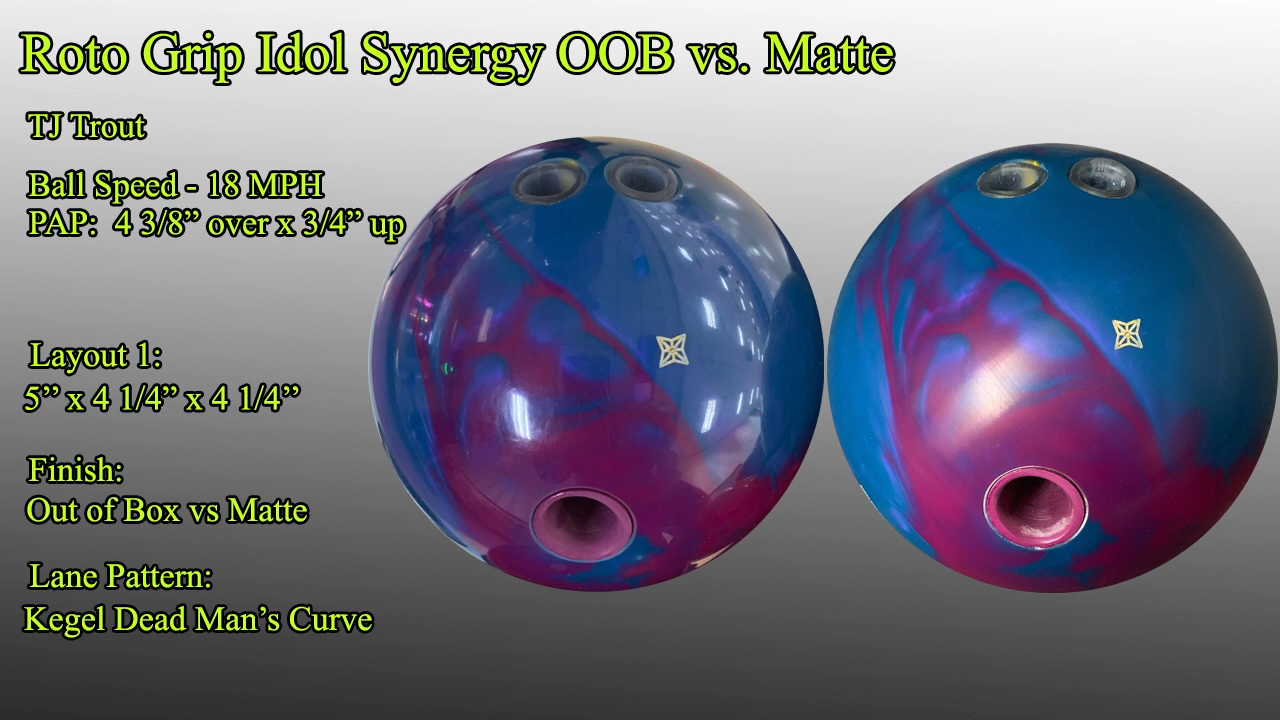 Roto Grip Idol Synergy OOB vs. Matte
TJ Trout
Ball Speed - 18 MPH
PAP:  4 3/8” over x 3/4” up
Layout 1:
5” x 4 1/4” x 4 1/4”
Finish:
Out of Box vs Matte
Lane Pattern:
Kegel Dead Man’s Curve